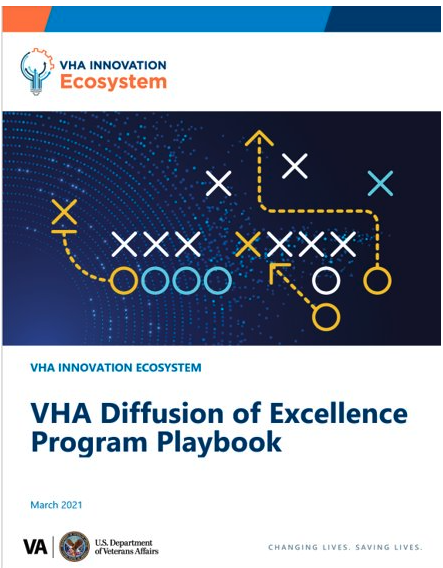 VHA INNOVATION
Ecosystem
VHA INNOVATION ECOSYSTEM
VHA Diffusion of Excellence
Program Playbook
March 2021
VA
U.S. Department
of Veterans Affairs
CHANGING LIVES. SAVING LIVES.